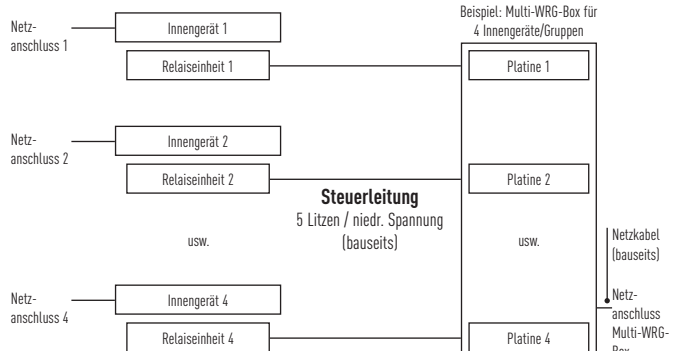 Beispiel: Multi-WRG-Box für
4 Innengeräte/Gruppen
Netz-
anschluss 1
Innengerät 1
Relaiseinheit 1
Platine 1
Netz-
anschluss 2
Innengerät 2
Relaiseinheit 2
Platine 2
Steuerleitung
5 Litzen / niedr. Spannung
(bauseits)
usw.
usw.
Netzkabel
(bauseits)
Netz-
anschluss 4
Innengerät 4
Relaiseinheit 4
Platine 4
Netz-
anschluss
Multi-WRG-
Box